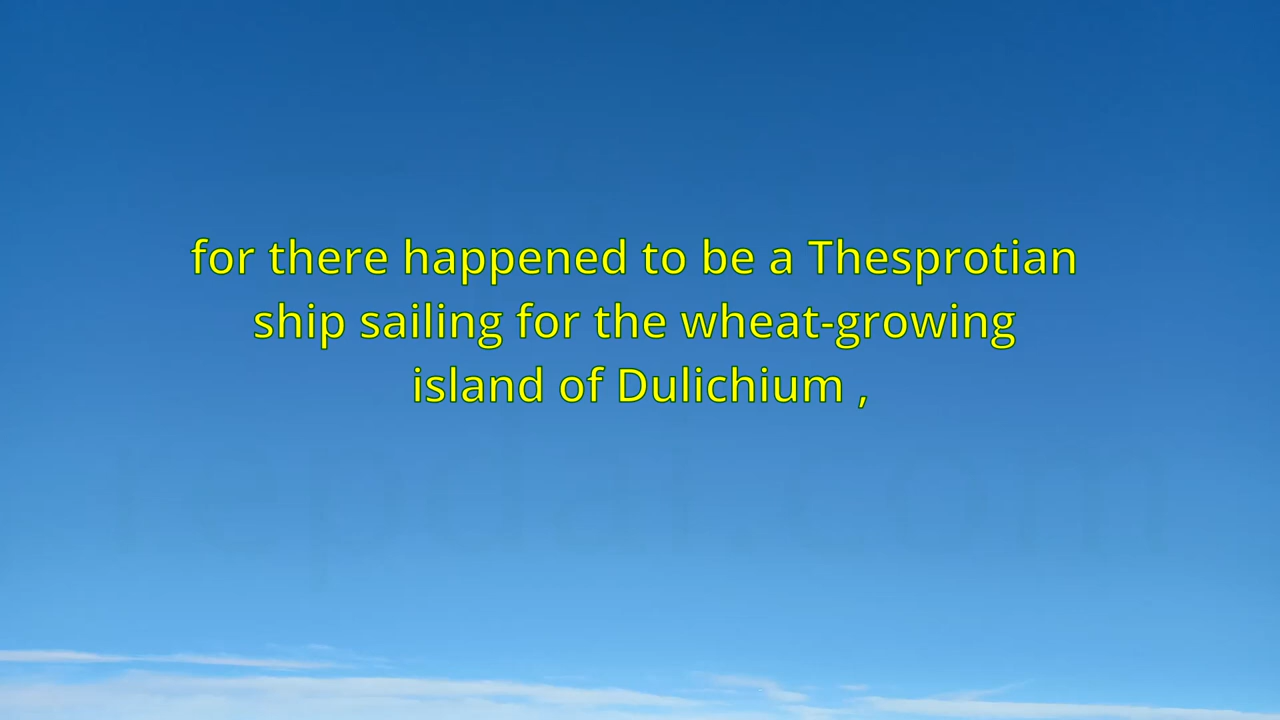 for there happened to be a Thesprotian
ship sailing for the wheat-growing
island of Dulichium ,